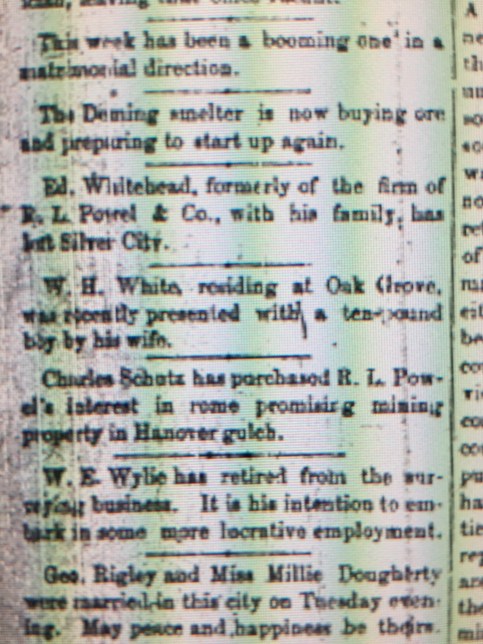 This week has been a booming one in a
matrimonial direction.
The Deming smelter is now buying ore
and preparing to start up again.
Ed. Whitehead, formerly of the firm of
R. L. Powel & Co., with his family, has
left Silver City.
W. H. White, residing at Oak Grove,
was recently presented with a ten-pound
boy by his wife.
Charles Schutz has purchased R. L. Pow-
el's interest in rome promising mining
property in Hanover gulch.
W. E. Wylie has retired from the sur-
veying business. It is his intention to em-
bark in some more lucrative employment.
Geo. Rigley and Miss Millie Dougherty
were married in this city on Tuesday even-
ing. May peace and happiness be theirs.